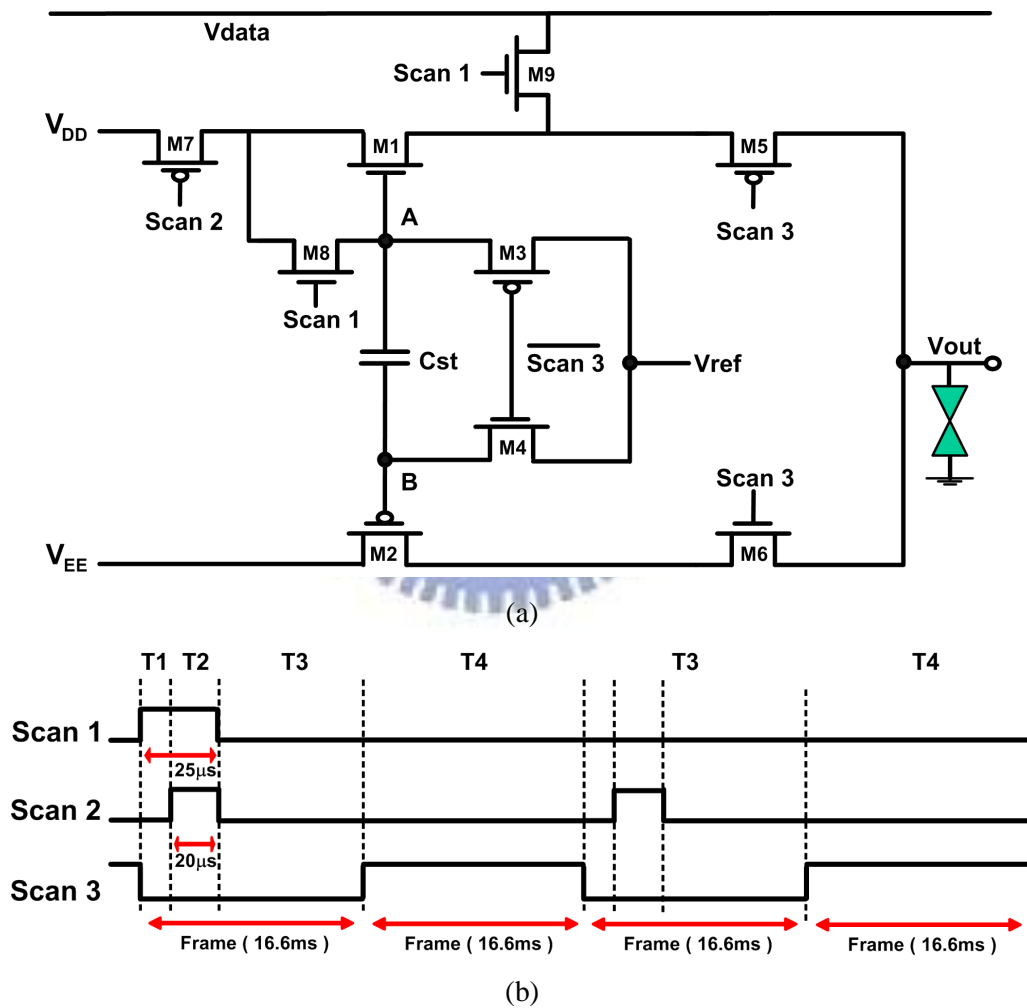 Vdata
Scan 1
M9
VDD
M7
M1
M5
Scan 2
A
Scan 3
M8
M3
Scan 1
Cst
Scan 3
Vref
Vout
M4
B
Scan 3
VEE
M2
M6
(a)
T1 T2 T3 T4 T3 T4
Scan 1
25μs
Scan 2
20μs
Scan 3
Frame ( 16.6ms ) Frame ( 16.6ms ) Frame ( 16.6ms ) Frame ( 16.6ms )
(b)